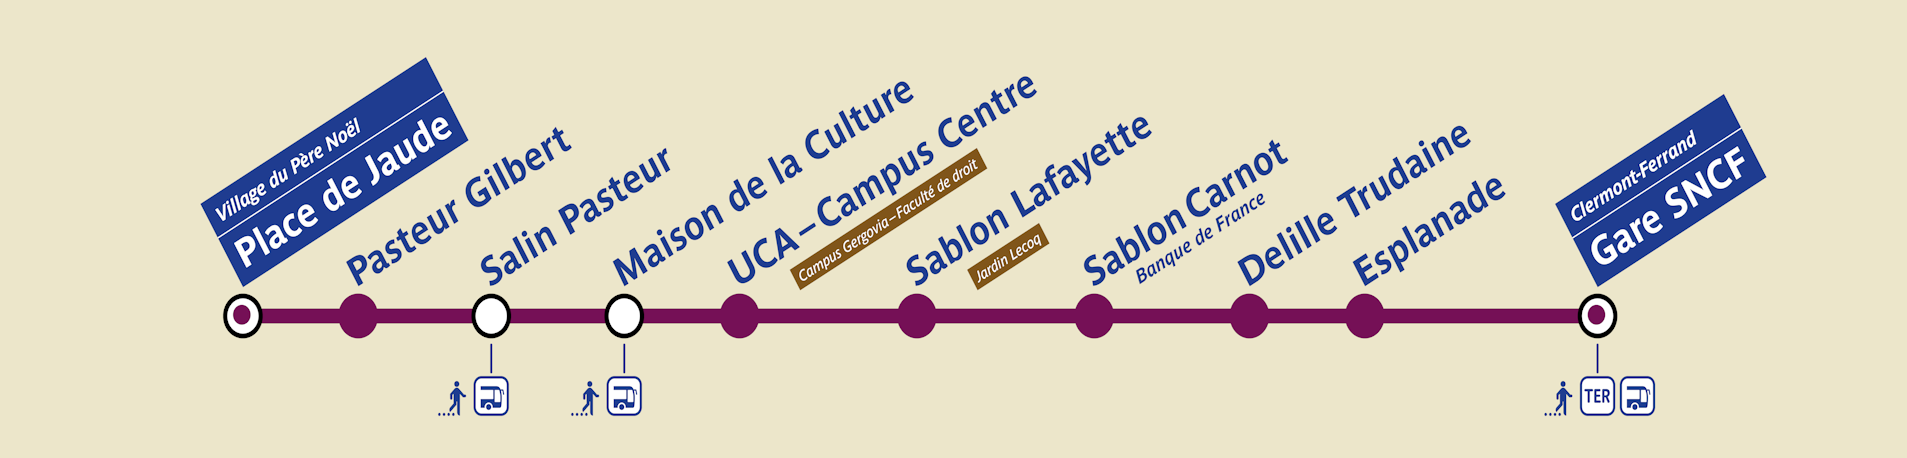 Village du Père Noël
Place de Jaude
Pasteur Gilbert
Salin Pasteur
Maison de la Culture
UCA – Campus Centre
Campus Gergovia – Faculté de droit
Sablon Lafayette
Jardin Lecoq
Sablon Carnot
Banque de France
Delille Trudaine
Esplanade
Clermont-Ferrand
Gare SNCF
TER